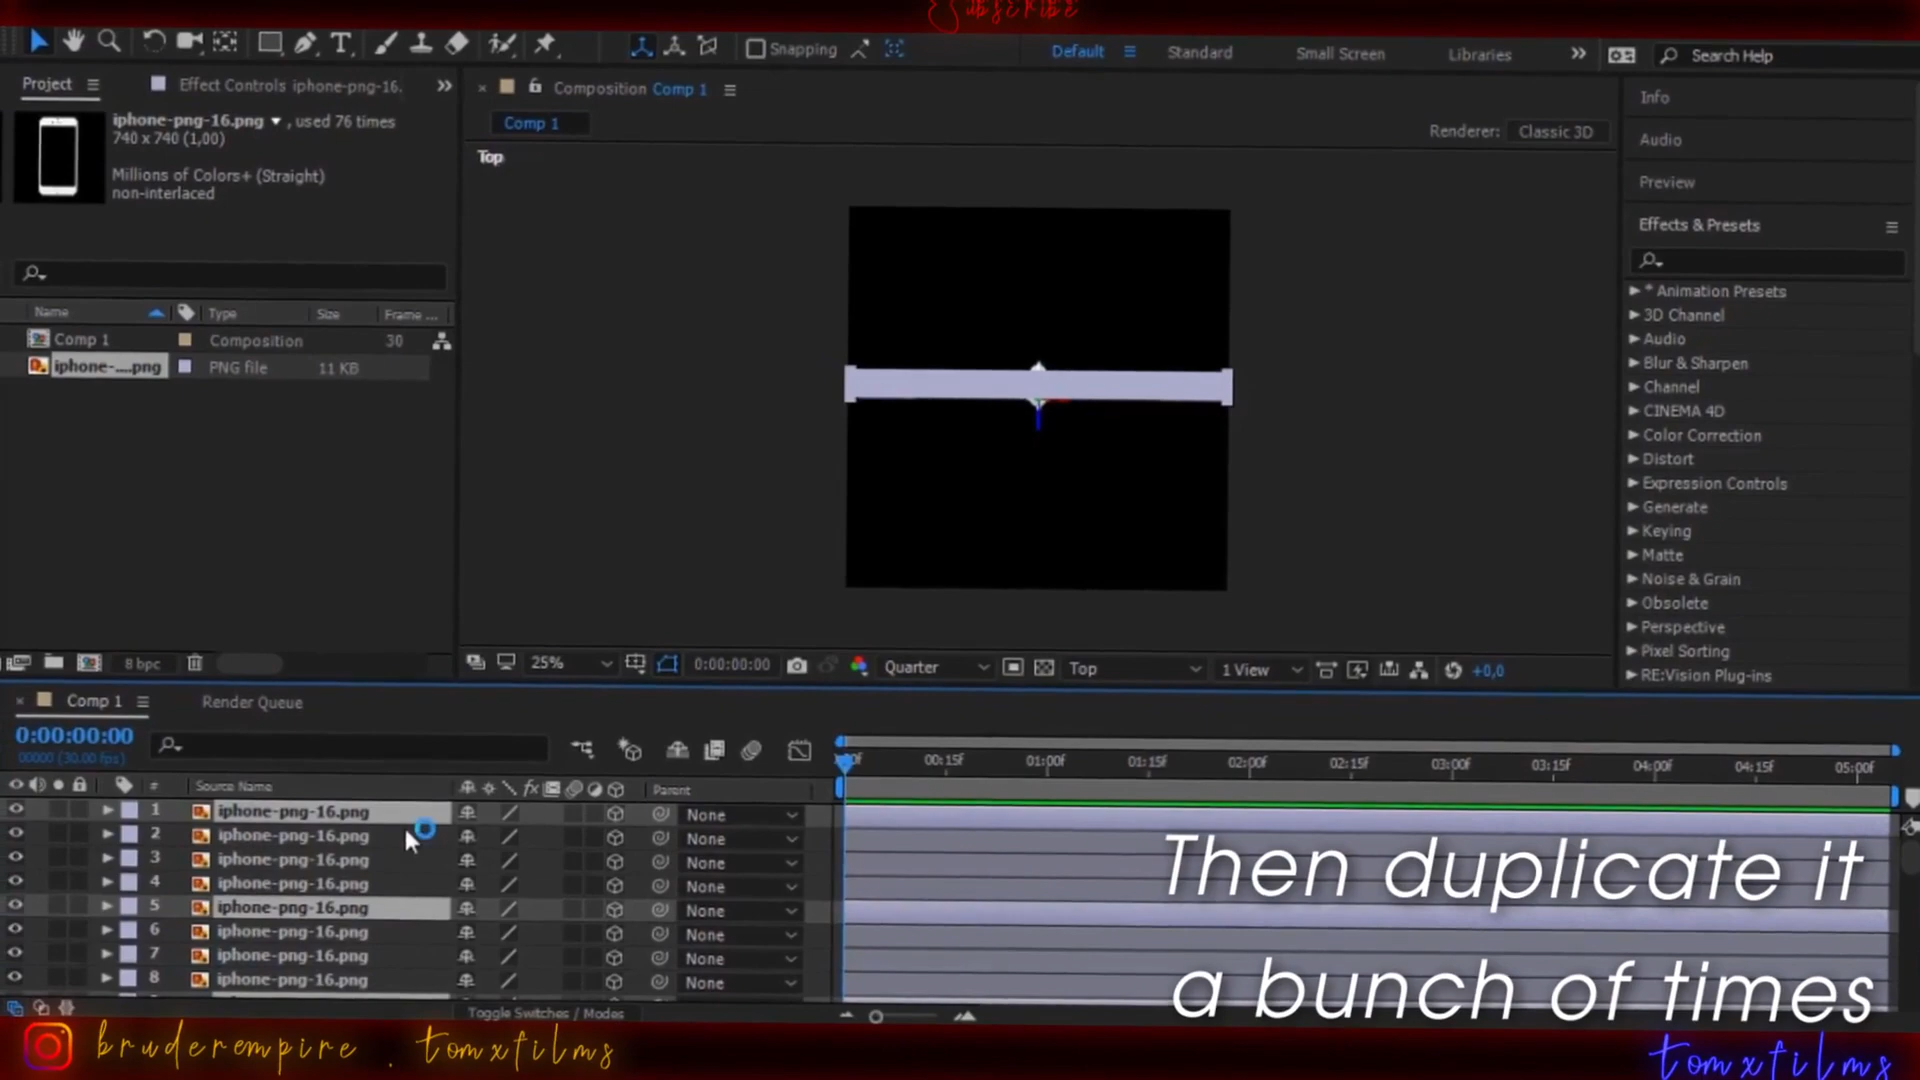 Subscribe
Snapping
Default
Standard
Small Screen
Libraries
Search Help
Project
Effect Controls iphone-png-16.
Composition Comp 1
Info
iphone-png-16.png , used 76 times
740 x 740 (1,00)
Comp 1
Renderer: Classic 3D
Audio
Top
Millions of Colors+ (Straight)
non-interlaced
Preview
Effects & Presets
Name
Type
Size
Frame ...
Comp 1
Composition
30
iphone-....png
PNG file
11 KB
* Animation Presets
3D Channel
Audio
Blur & Sharpen
Channel
CINEMA 4D
Color Correction
Distort
Expression Controls
Generate
Keying
Matte
Noise & Grain
Obsolete
Perspective
Pixel Sorting
RE:Vision Plug-ins
8 bpc
25%
0:00:00:00
Quarter
Top
1 View
+0,0
Comp 1
Render Queue
0:00:00:00
00000 (30.00 fps)
00:15f
01:00f
01:15f
02:00f
02:15f
03:00f
03:15f
04:00f
04:15f
05:00f
#
Source Name
fx
Parent
1 iphone-png-16.png None
2 iphone-png-16.png None
3 iphone-png-16.png None
4 iphone-png-16.png None
5 iphone-png-16.png None
6 iphone-png-16.png None
7 iphone-png-16.png None
8 iphone-png-16.png None
Toggle Switches / Modes
Then duplicate it
a bunch of times
bruderempire . tomxfilms
tomxfilms